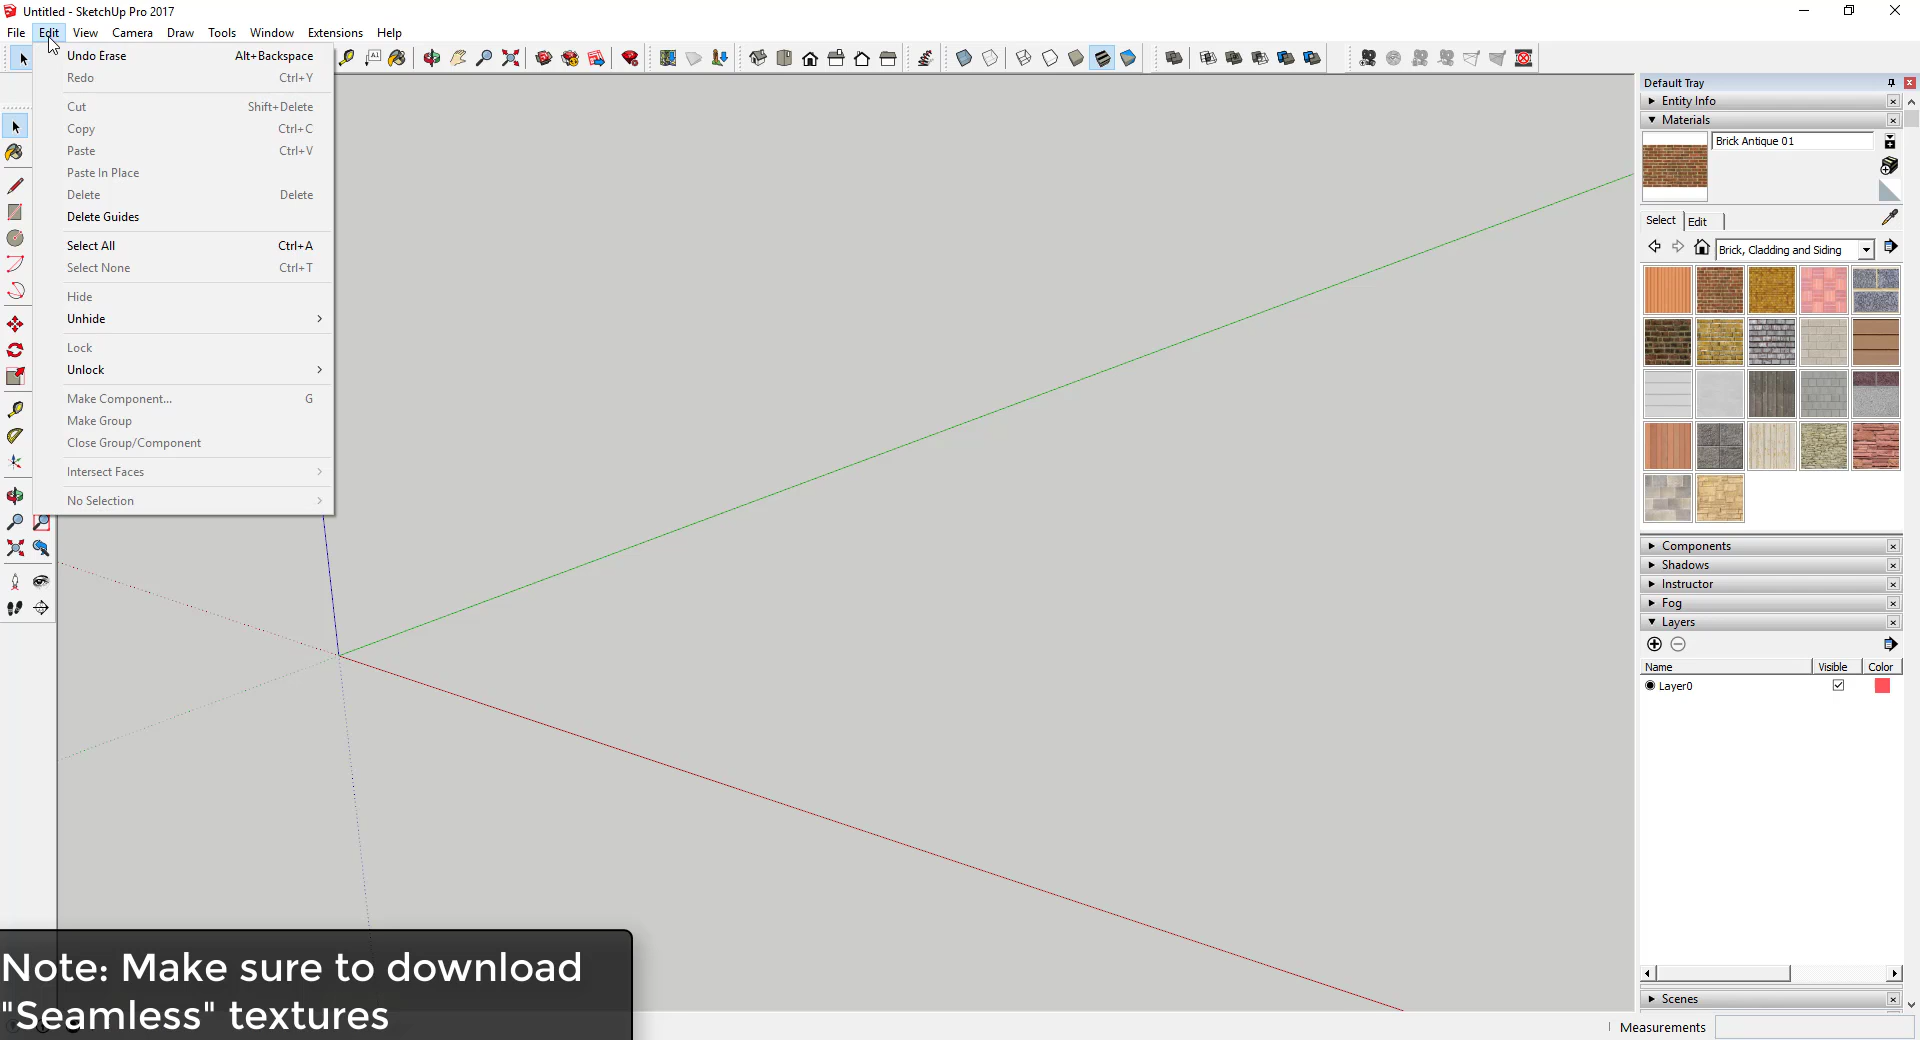 Untitled - SketchUp Pro 2017
File Edit View Camera Draw Tools Window Extensions Help
Undo Erase Alt+Backspace
Redo Ctrl+Y
Cut Shift+Delete
Copy Ctrl+C
Paste Ctrl+V
Paste In Place
Delete Delete
Delete Guides
Select All Ctrl+A
Select None Ctrl+T
Hide
Unhide
Lock
Unlock
Make Component... G
Make Group
Close Group/Component
Intersect Faces
No Selection
Default Tray
Entity Info
Materials
Brick Antique 01
Select Edit
Brick, Cladding and Siding
Components
Shadows
Instructor
Fog
Layers
Name Visible Color
Layer0
Scenes
Measurements
Note: Make sure to download
"Seamless" textures